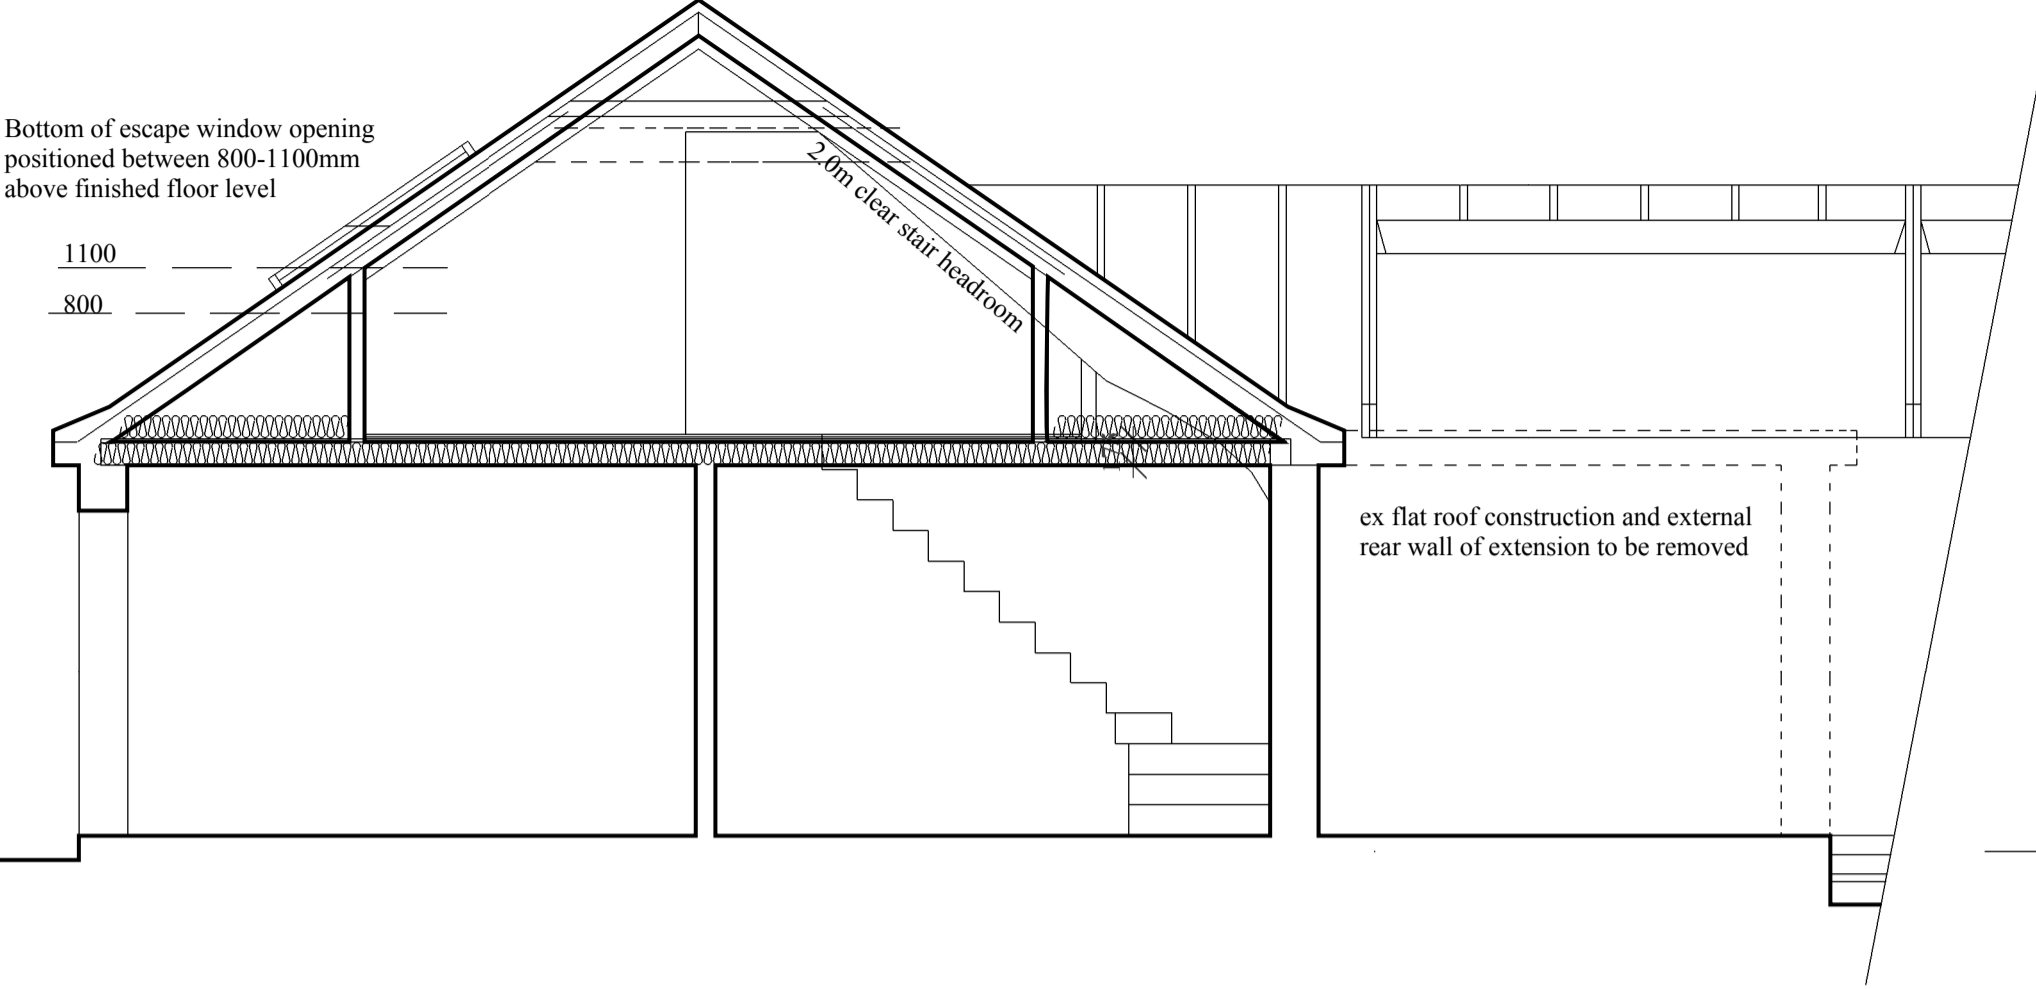 Bottom of escape window opening
positioned between 800-1100mm
above finished floor level
1100
800
2.0m clear stair headroom
ex flat roof construction and external
rear wall of extension to be removed